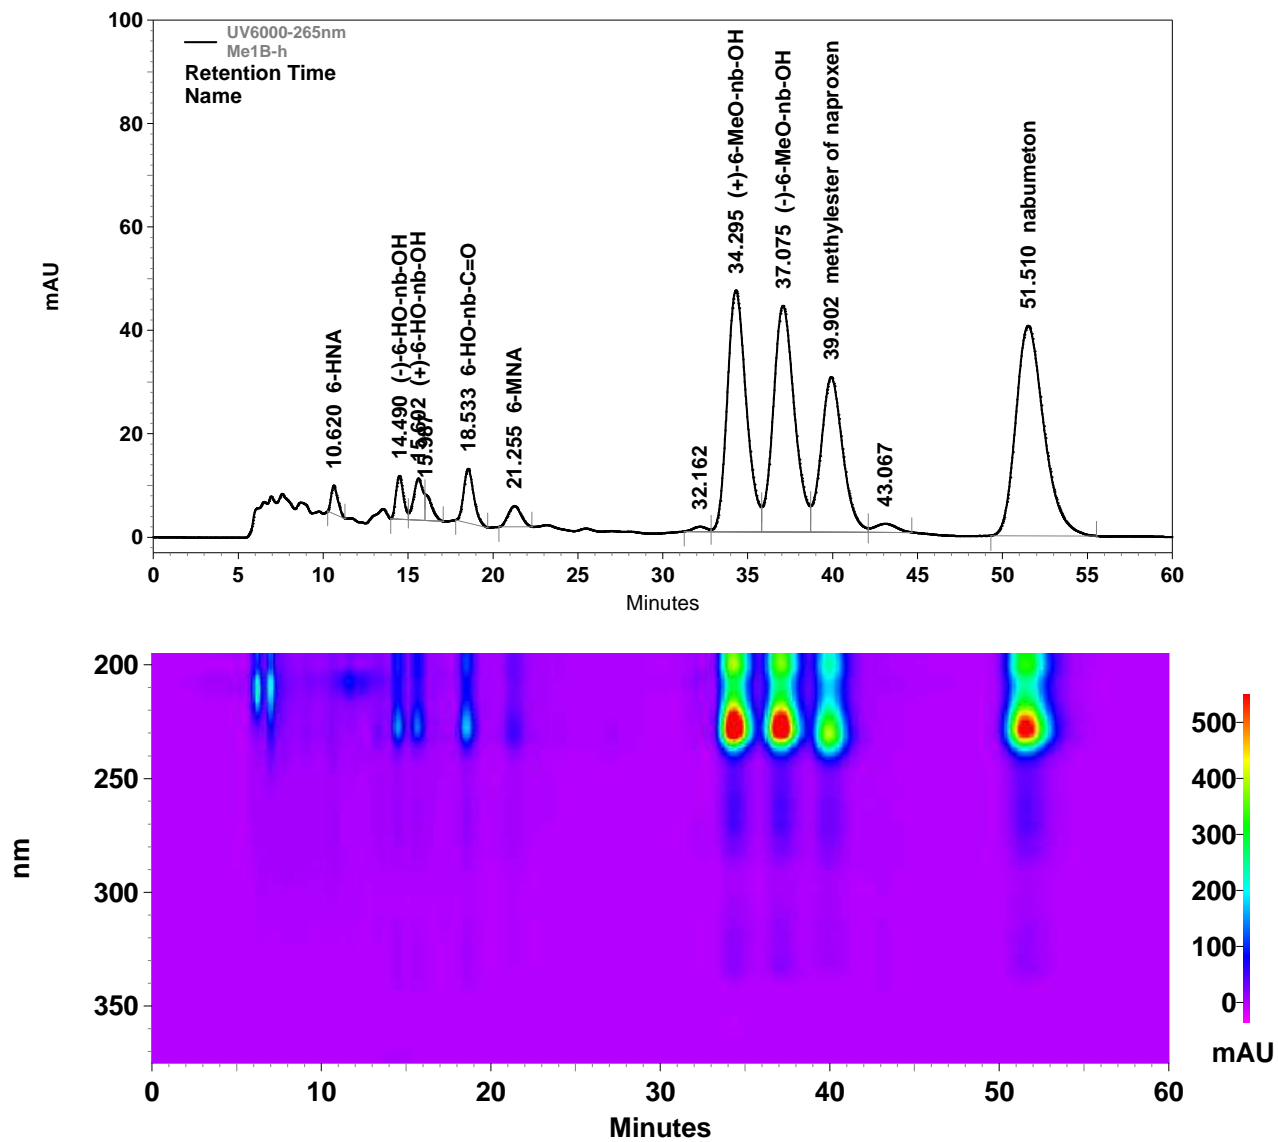 100
80
60
40
20
0
mAU
UV6000-265nm
Me1B-h
Retention Time
Name
10.620 6-HNA
14.490 (-)-6-HO-nb-OH
15.602 (+)-6-HO-nb-OH
15.987
18.533 6-HO-nb-C=O
21.255 6-MNA
32.162
34.295 (+)-6-MeO-nb-OH
37.075 (-)-6-MeO-nb-OH
39.902 methylester of naproxen
43.067
51.510 nabumeton
0 5 10 15 20 25 30 35 40 45 50 55 60
Minutes
200
250
300
350
nm
0 10 20 30 40 50 60
Minutes
500
400
300
200
100
0
mAU